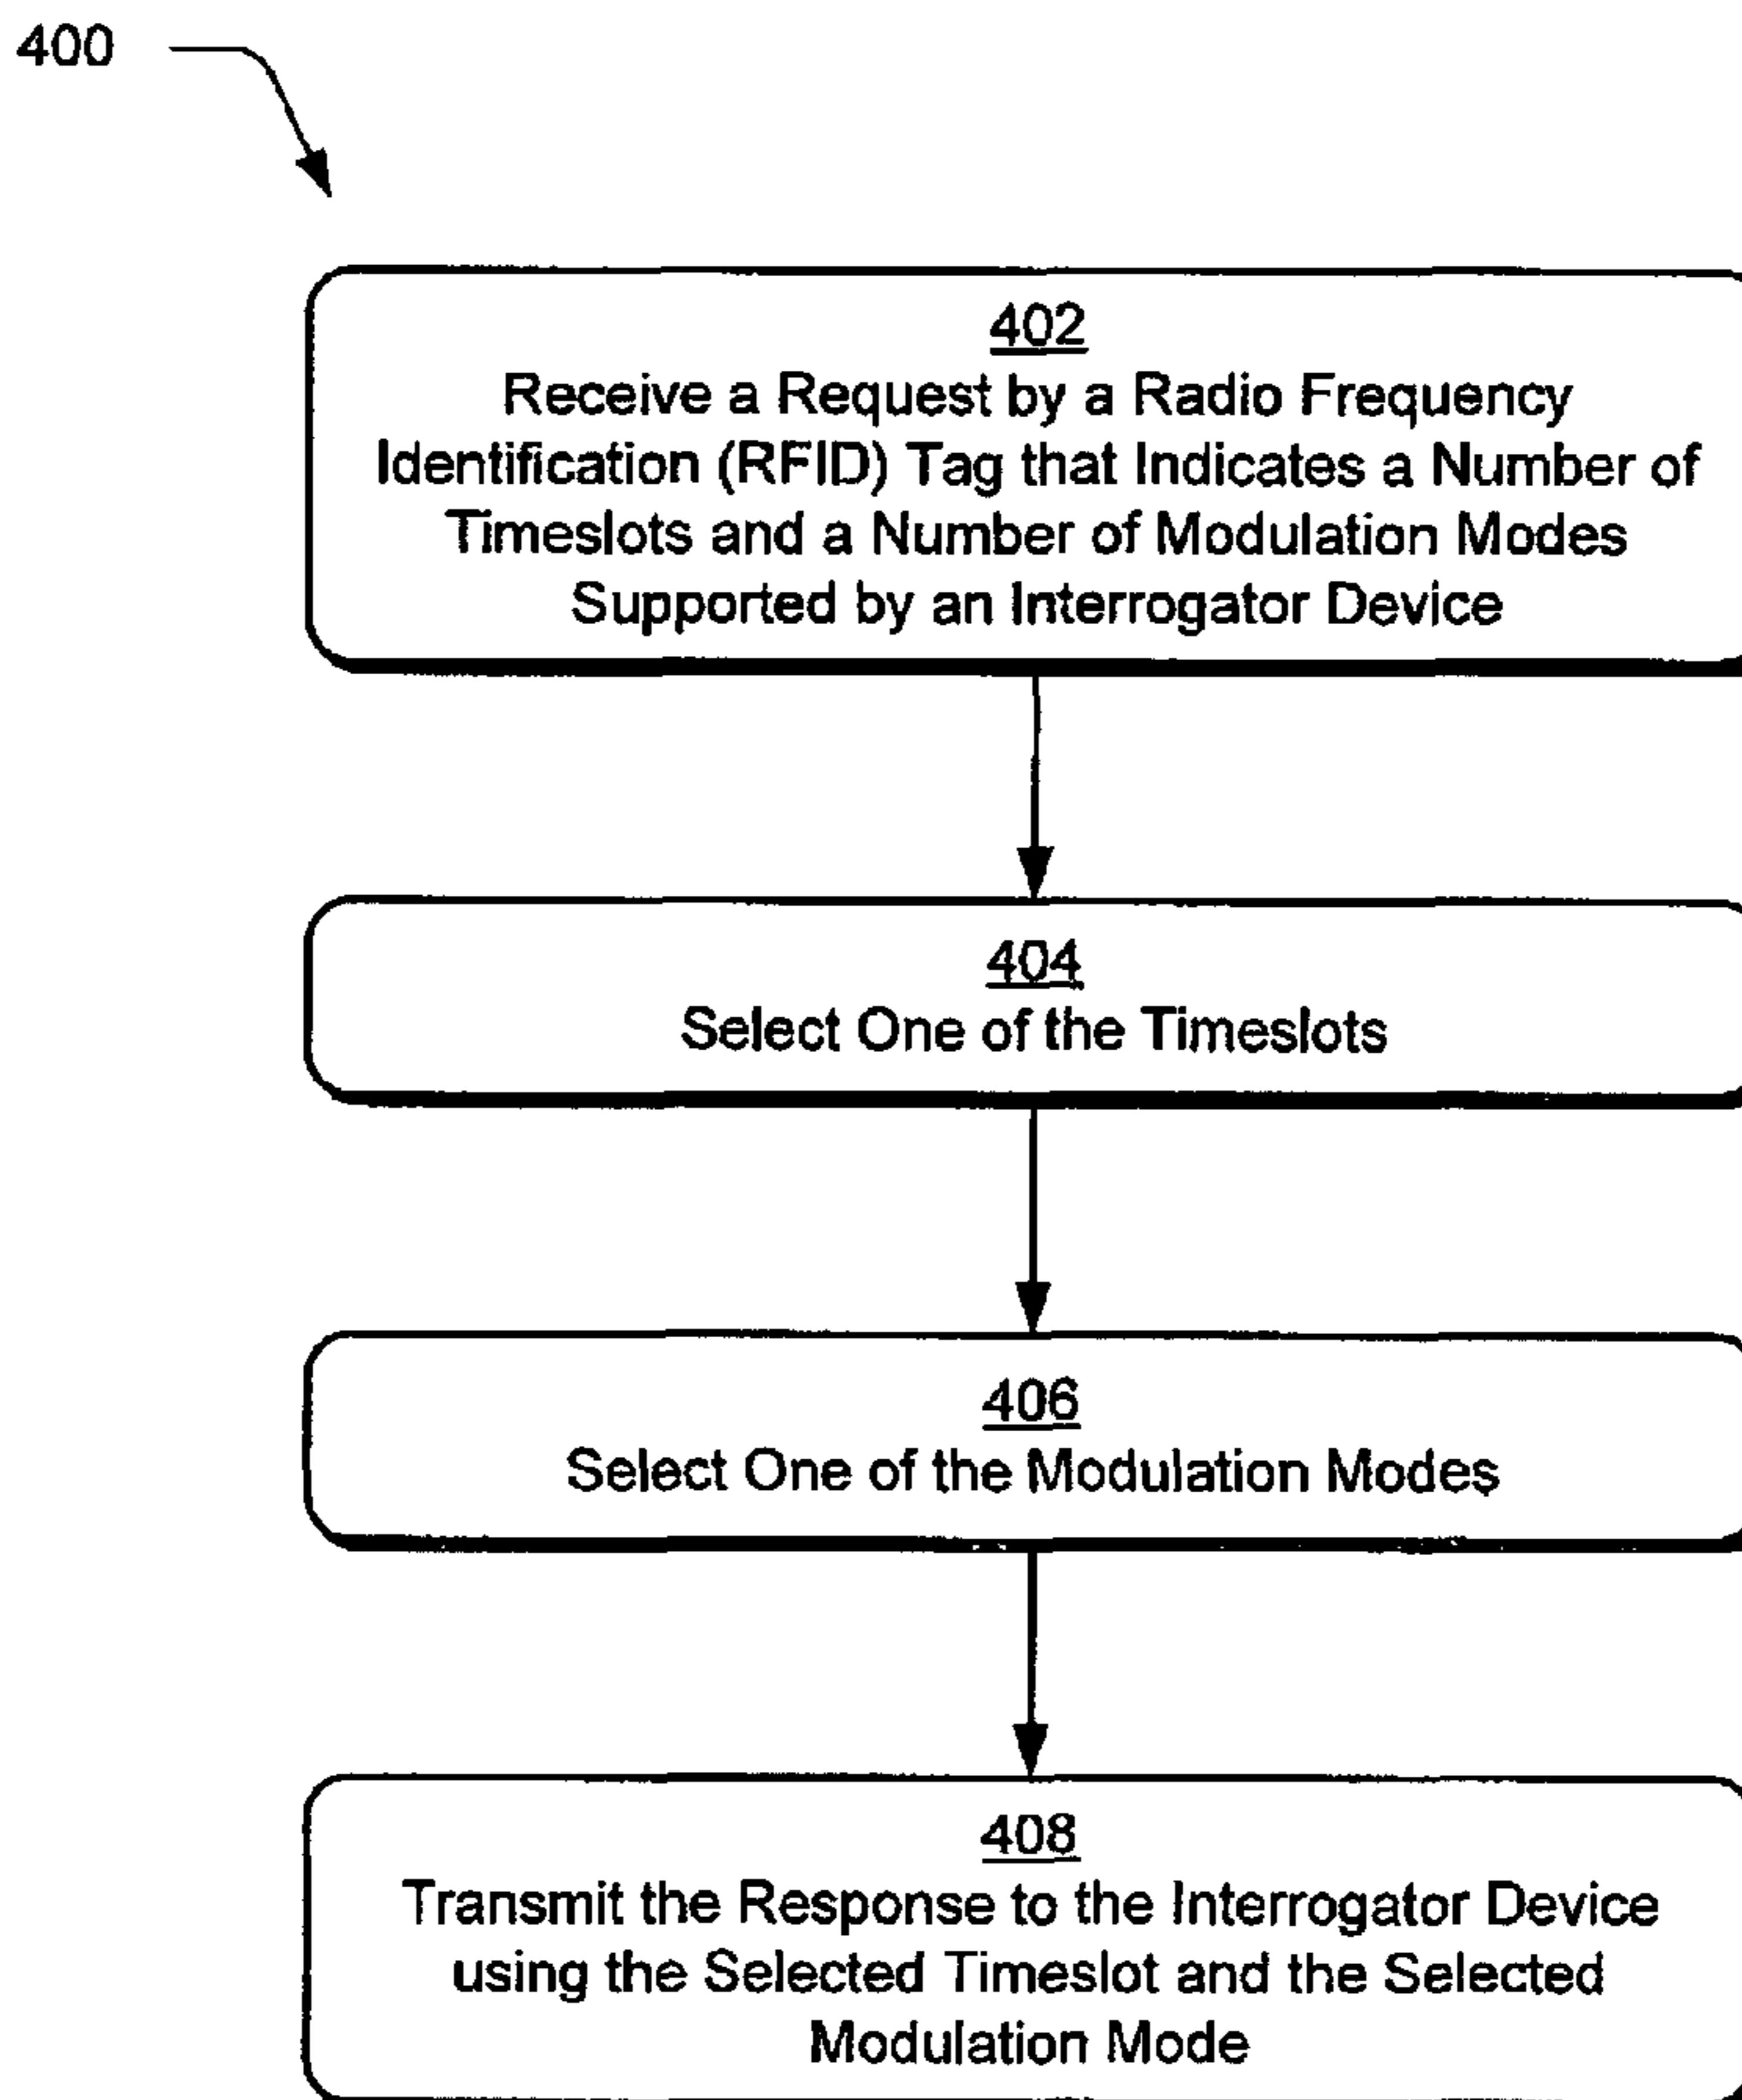 400
402
Receive a Request by a Radio Frequency
Identification (RFID) Tag that Indicates a Number of
Timeslots and a Number of Modulation Modes
Supported by an Interrogator Device
404
Select One of the Timeslots
406
Select One of the Modulation Modes
408
Transmit the Response to the Interrogator Device
using the Selected Timeslot and the Selected
Modulation Mode